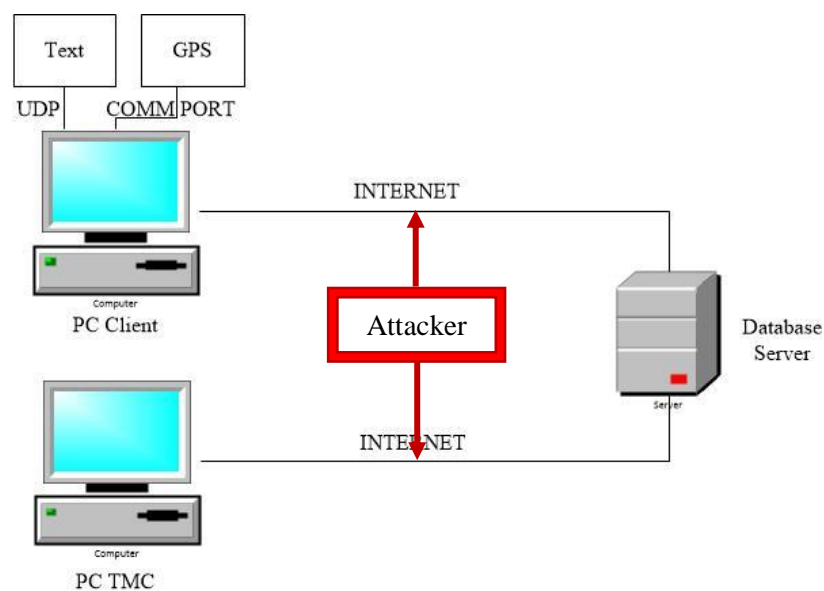 Text
GPS
UDP
COMM PORT
INTERNET
Computer
PC Client
Attacker
Database
Server
Server
INTERNET
Computer
PC TMC